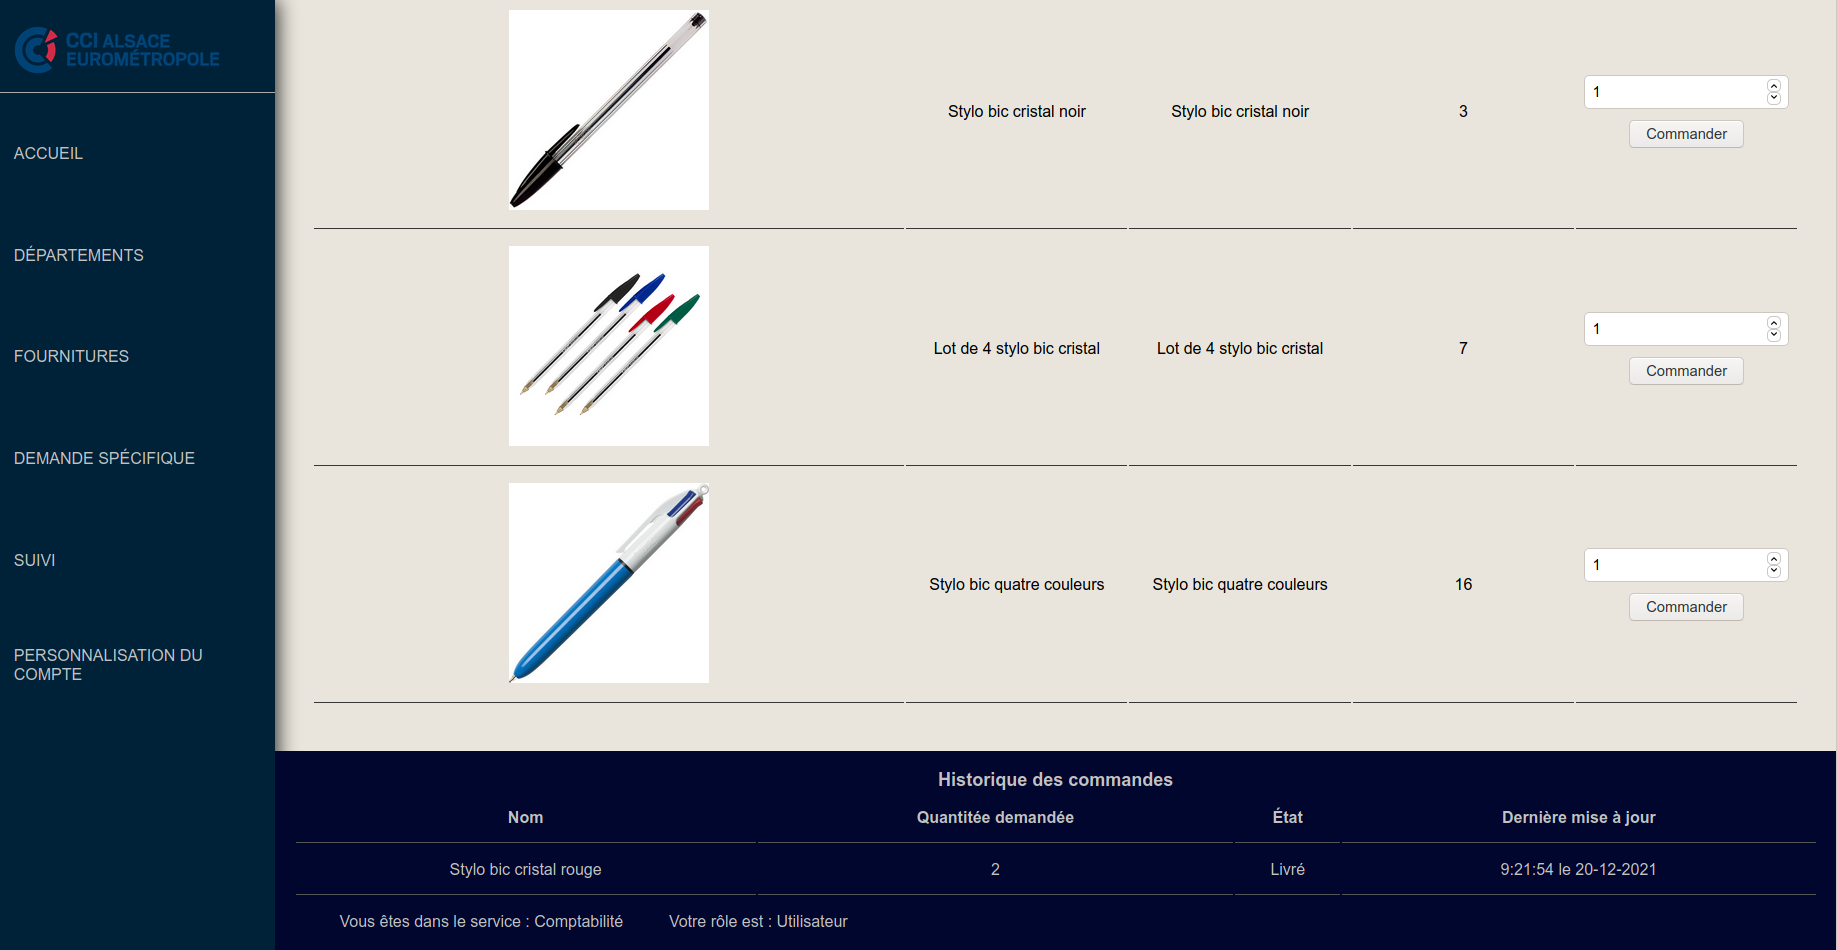 CCI ALSACE
EUROMÉTROPOLE
ACCUEIL
DÉPARTEMENTS
FOURNITURES
DEMANDE SPÉCIFIQUE
SUIVI
PERSONNALISATION DU
COMPTE
Stylo bic cristal noir Stylo bic cristal noir 3 1
Commander
Lot de 4 stylo bic cristal Lot de 4 stylo bic cristal 7 1
Commander
Stylo bic quatre couleurs Stylo bic quatre couleurs 16 1
Commander
Historique des commandes
Nom Quantitée demandée État Dernière mise à jour
Stylo bic cristal rouge 2 Livré 9:21:54 le 20-12-2021
Vous êtes dans le service : Comptabilité Votre rôle est : Utilisateur